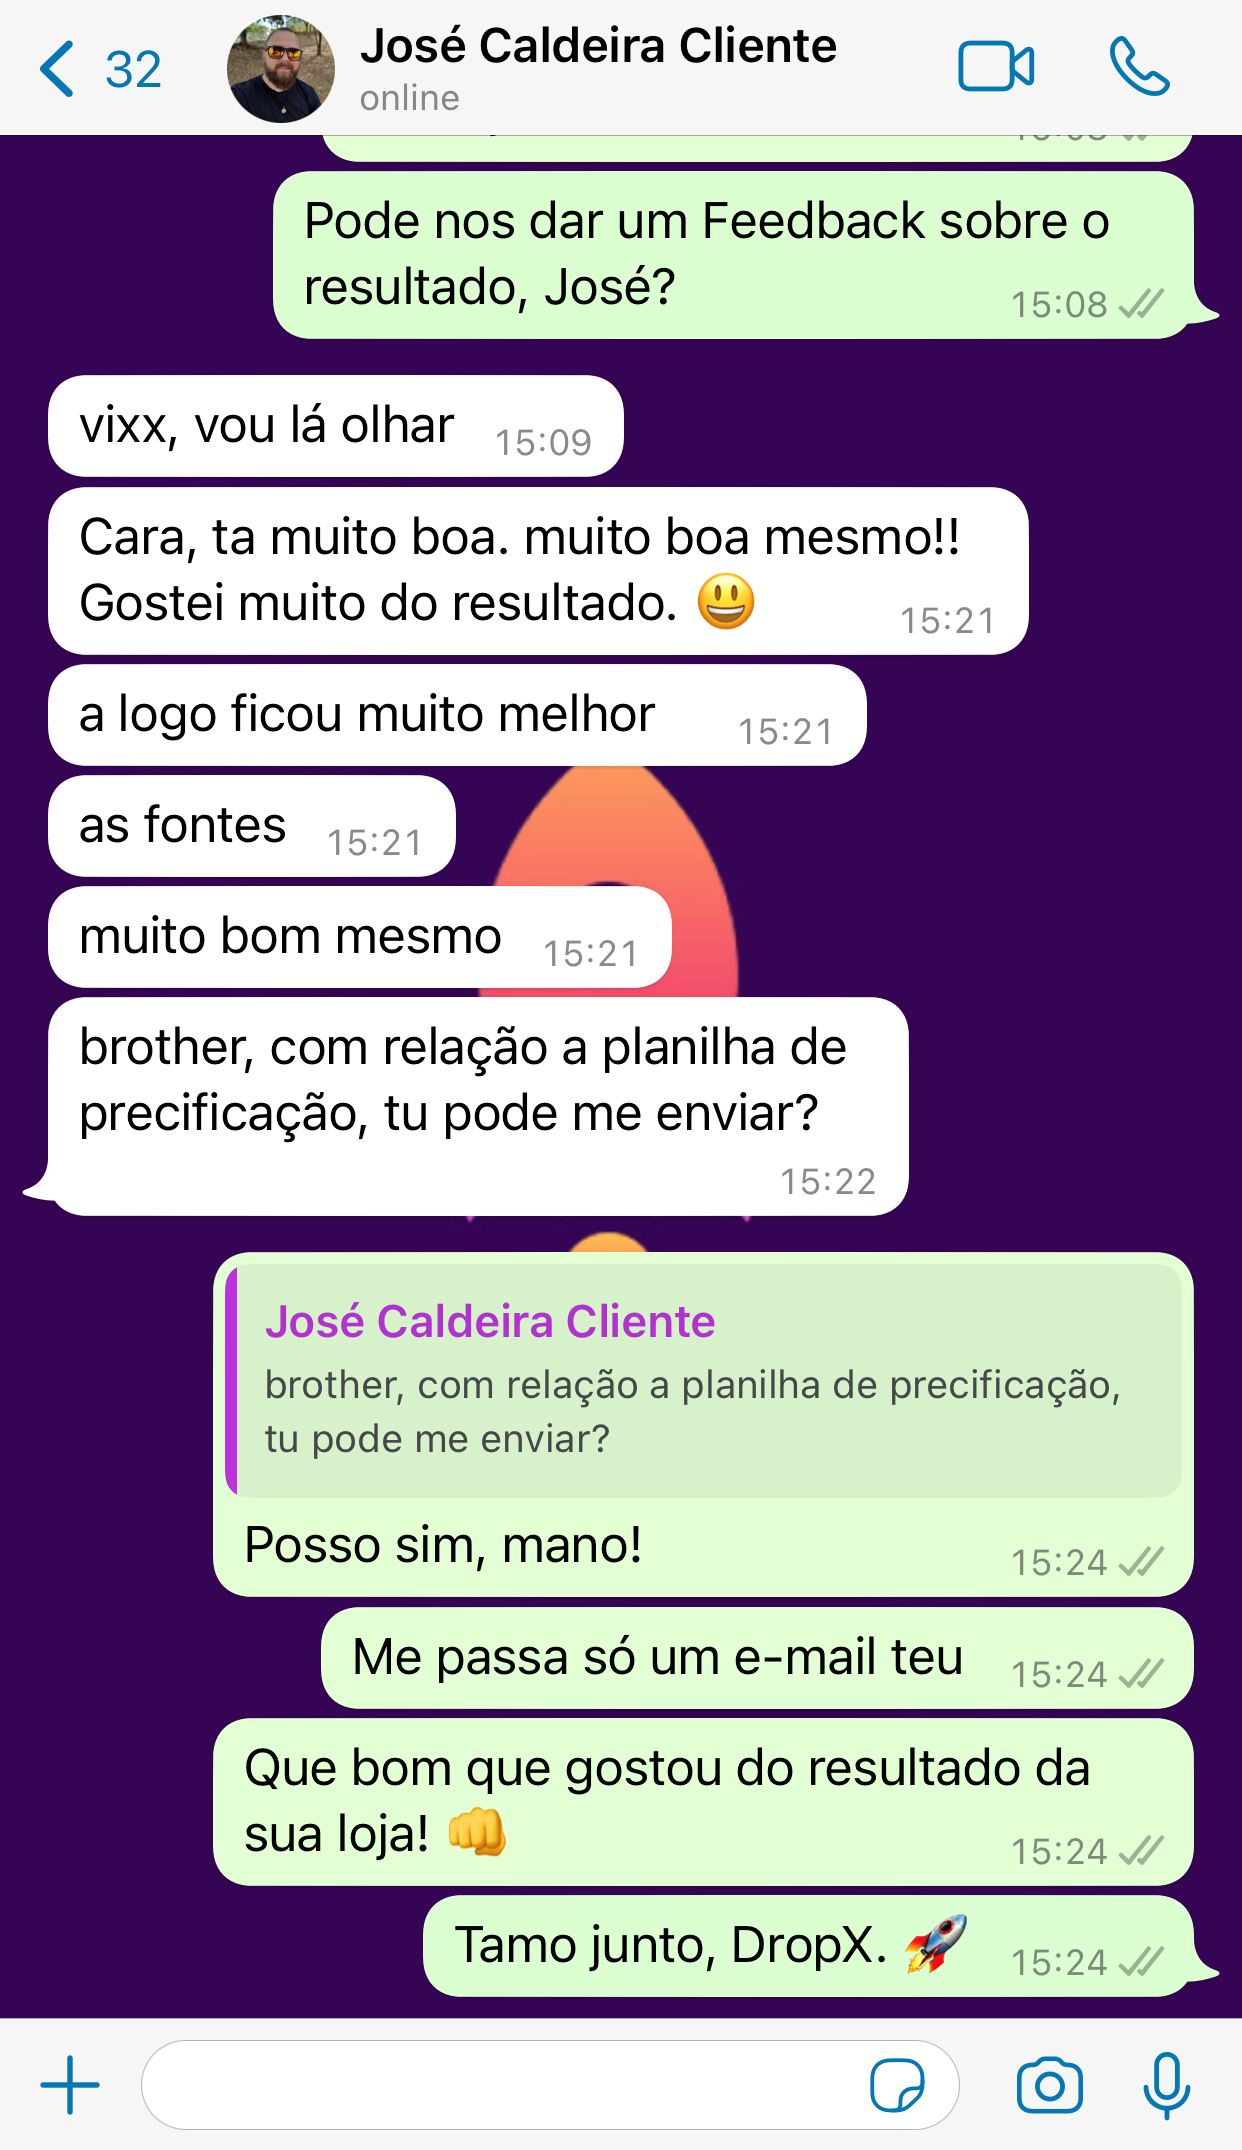 32
José Caldeira Cliente
online
Pode nos dar um Feedback sobre o
resultado, José?
15:08
vixx, vou lá olhar
15:09
Cara, ta muito boa. muito boa mesmo!!
Gostei muito do resultado. 😃
15:21
a logo ficou muito melhor
15:21
as fontes
15:21
muito bom mesmo
15:21
brother, com relação a planilha de
precificação, tu pode me enviar?
15:22
José Caldeira Cliente
brother, com relação a planilha de precificação,
tu pode me enviar?
Posso sim, mano!
15:24
Me passa só um e-mail teu
15:24
Que bom que gostou do resultado da
sua loja! 👊
15:24
Tamo junto, DropX. 🚀
15:24